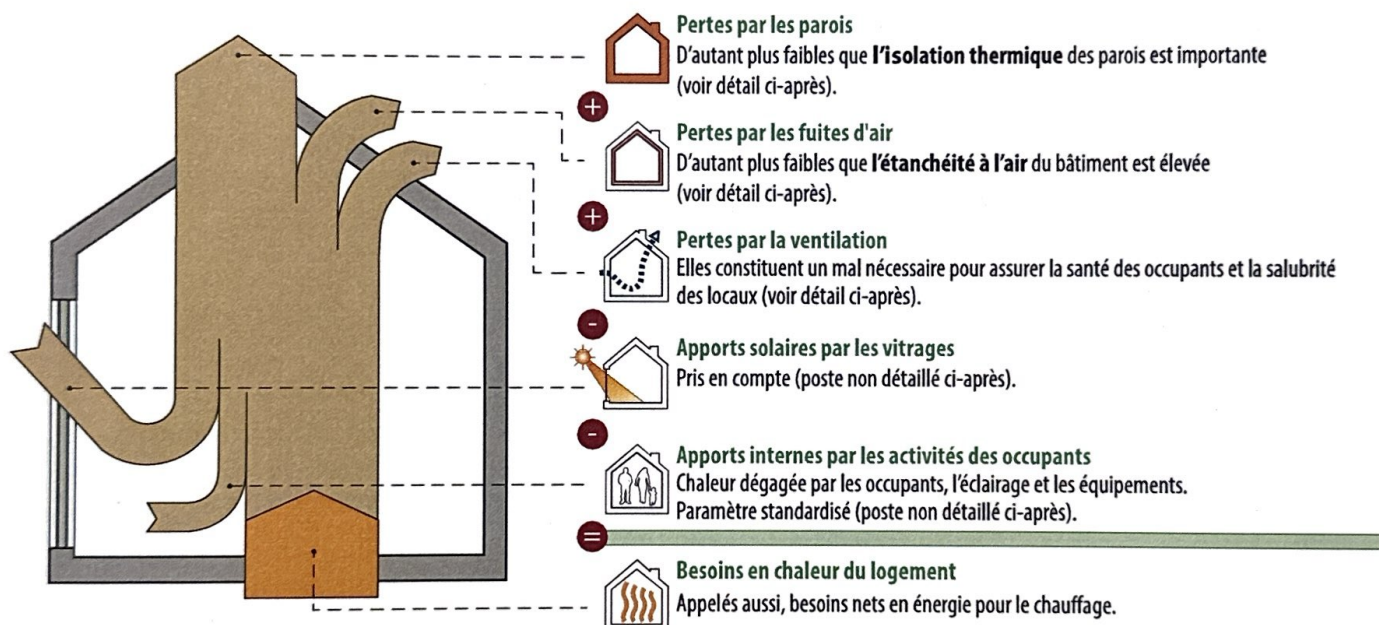 Pertes par les parois
D'autant plus faibles que l'isolation thermique des parois est importante
(voir détail ci-après).
+
Pertes par les fuites d'air
D'autant plus faibles que l'étanchéité à l'air du bâtiment est élevée
(voir détail ci-après).
+
Pertes par la ventilation
Elles constituent un mal nécessaire pour assurer la santé des occupants et la salubrité
des locaux (voir détail ci-après).
-
Apports solaires par les vitrages
Pris en compte (poste non détaillé ci-après).
-
Apports internes par les activités des occupants
Chaleur dégagée par les occupants, l'éclairage et les équipements.
Paramètre standardisé (poste non détaillé ci-après).
=
Besoins en chaleur du logement
Appelés aussi, besoins nets en énergie pour le chauffage.